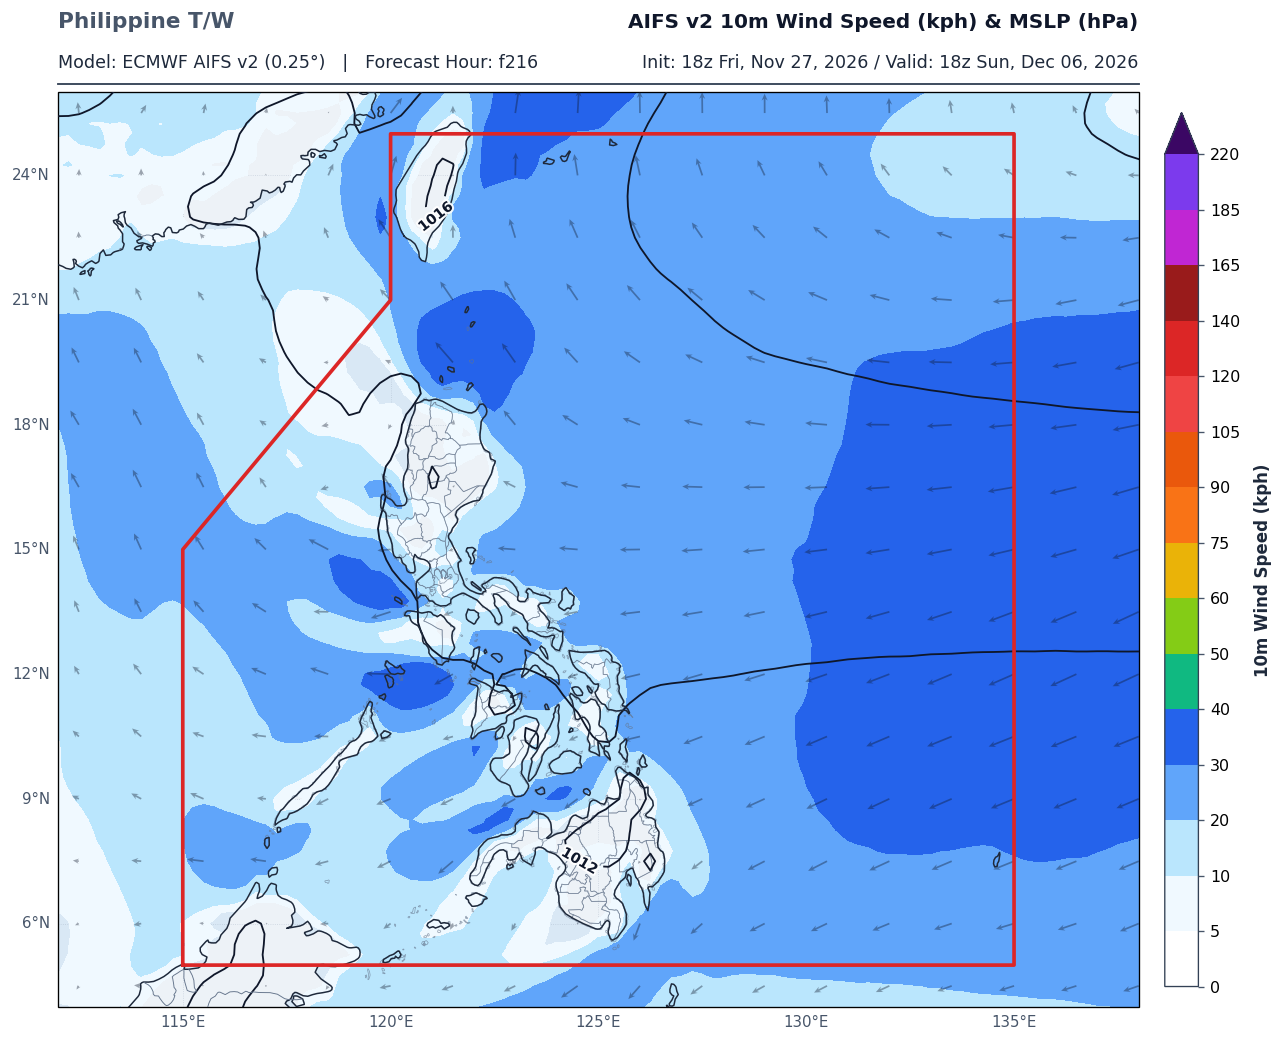 Philippine T/W
AIFS v2 10m Wind Speed (kph) & MSLP (hPa)
Model: ECMWF AIFS v2 (0.25°) | Forecast Hour: f216
Init: 18z Fri, Nov 27, 2026 / Valid: 18z Sun, Dec 06, 2026
24°N
21°N
18°N
15°N
12°N
9°N
6°N
1016
1012
115°E
120°E
125°E
130°E
135°E
220
185
165
140
120
105
90
75
60
50
40
30
20
10
5
0
10m Wind Speed (kph)